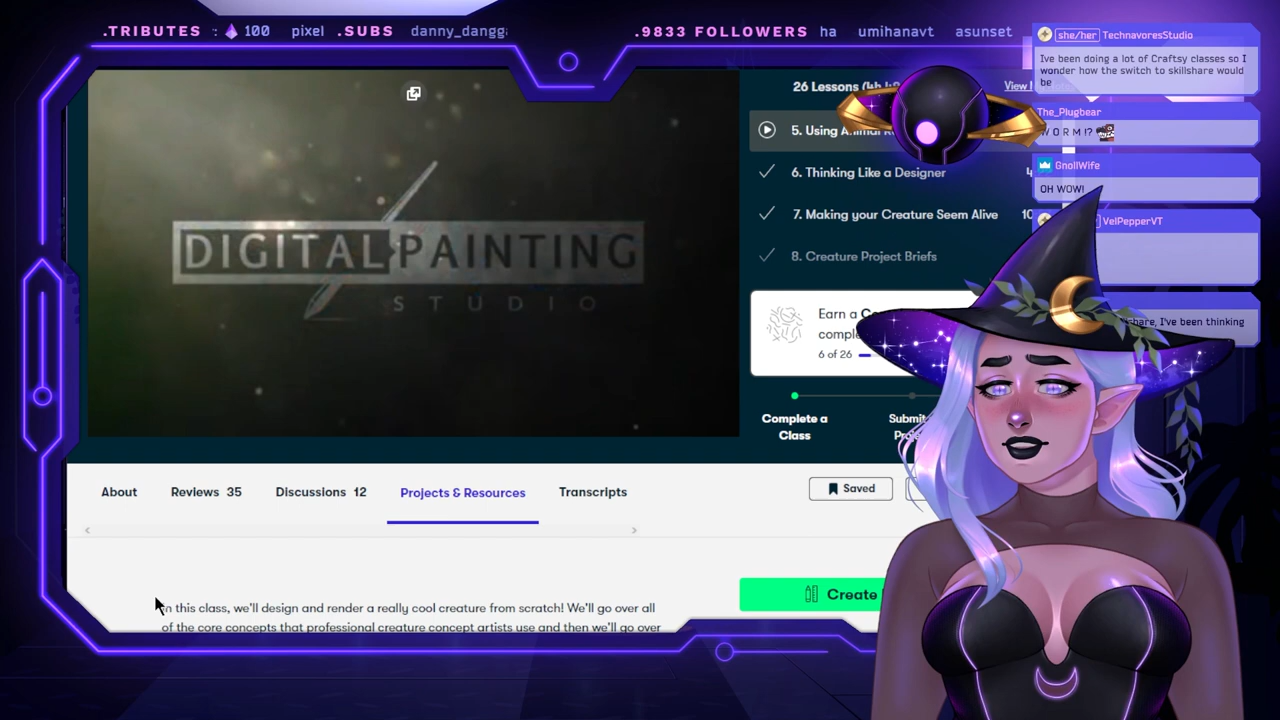 .TRIBUTES : 100 pixel .SUBS danny_dangg
.9833 FOLLOWERS ha umihanavt asunset
she/her TechnavoresStudio
Ive been doing a lot of Craftsy classes so I
wonder how the switch to skillshare would
be
The_Plugbear
W O R M !?
GnollWife
OH WOW!
VelPepperVT
share, I've been thinking
DIGITAL PAINTING
STUDIO
26 Lessons
View
5. Using Animal
6. Thinking Like a Designer
7. Making your Creature Seem Alive 10
8. Creature Project Briefs
Earn a
6 of 26
Complete a
Class
About
Reviews 35
Discussions 12
Projects & Resources
Transcripts
Saved
Create
In this class, we'll design and render a really cool creature from scratch! We'll go over all
of the core concepts that professional creature concept artists use and then we'll go over